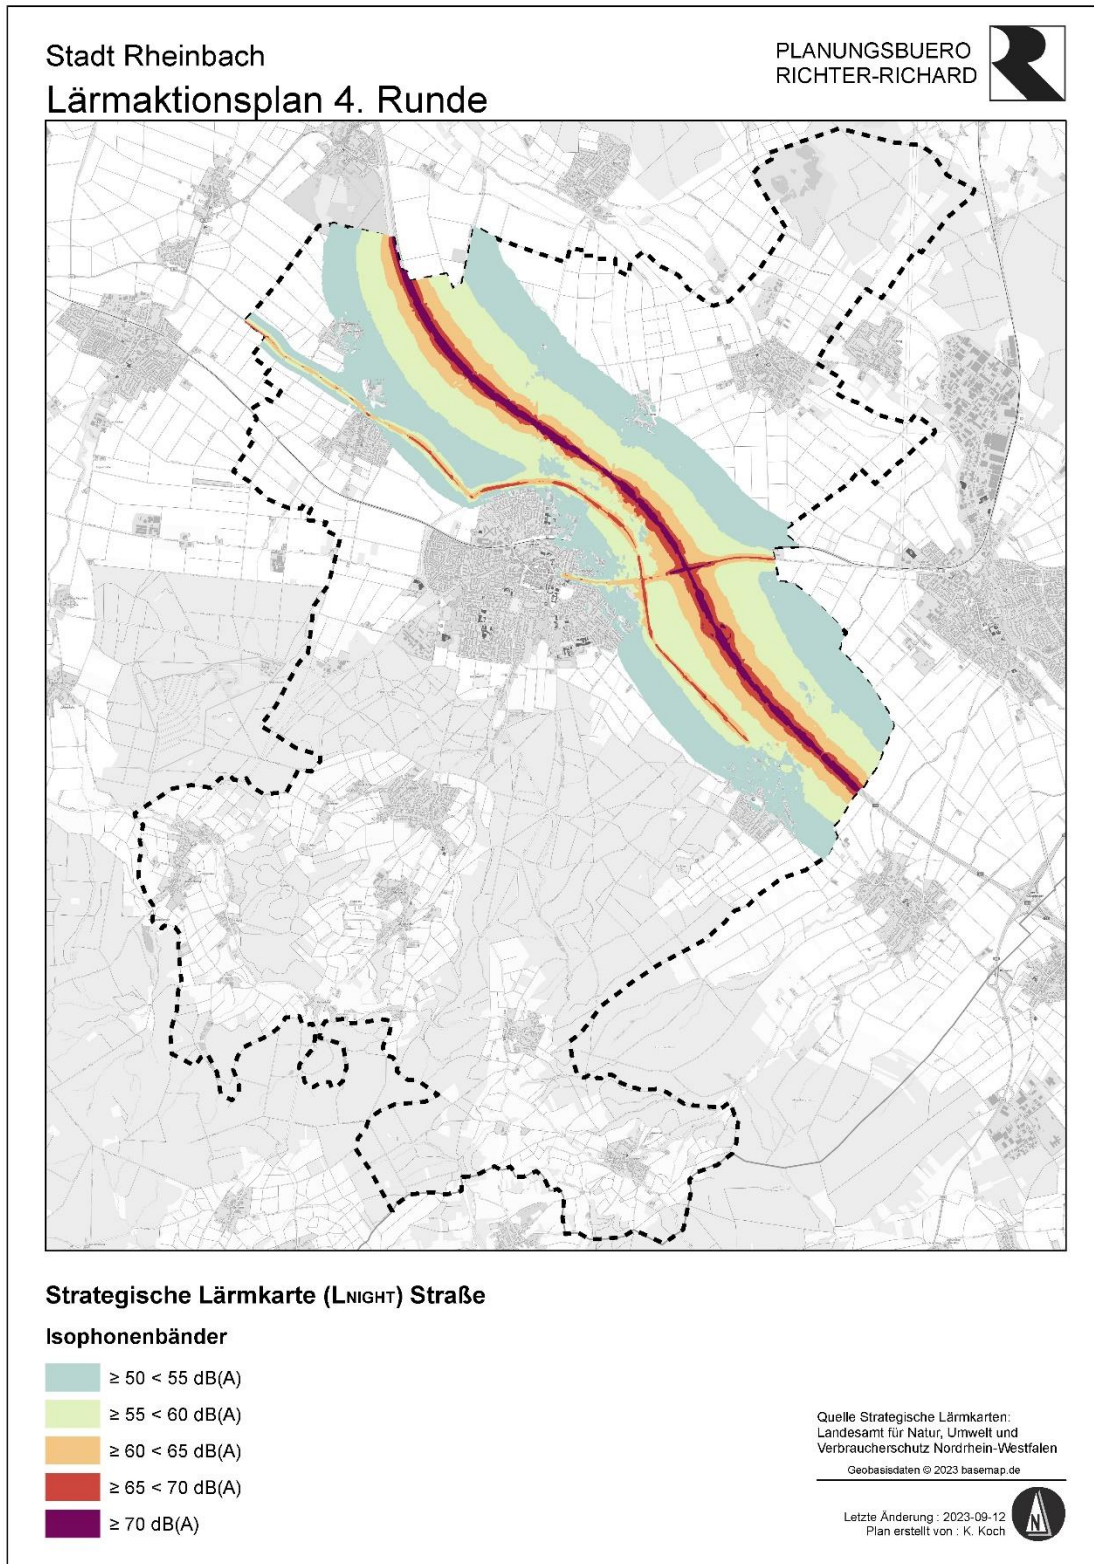 Stadt Rheinbach
Lärmaktionsplan 4. Runde
PLANUNGSBUERO
RICHTER-RICHARD
Strategische Lärmkarte (LNIGHT) Straße
Isophonenbänder
≥ 50 < 55 dB(A)
≥ 55 < 60 dB(A)
≥ 60 < 65 dB(A)
≥ 65 < 70 dB(A)
≥ 70 dB(A)
Quelle Strategische Lärmkarten:
Landesamt für Natur, Umwelt und
Verbraucherschutz Nordrhein-Westfalen
Geobasisdaten © 2023 basemap.de
Letzte Änderung : 2023-09-12
Plan erstellt von : K. Koch
N